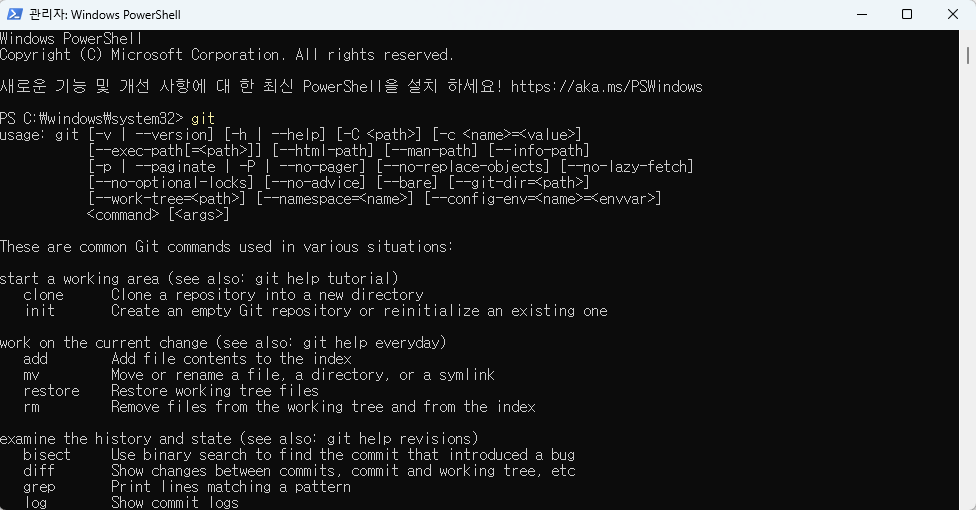 관리자: Windows PowerShell
Windows PowerShell
Copyright (C) Microsoft Corporation. All rights reserved.
새로운 기능 및 개선 사항에 대 한 최신 PowerShell을 설치 하세요! https://aka.ms/PSWindows
PS C:₩windows₩system32> git
usage: git [-v | --version] [-h | --help] [-C <path>] [-c <name>=<value>]
           [--exec-path[=<path>]] [--html-path] [--man-path] [--info-path]
           [-p | --paginate | -P | --no-pager] [--no-replace-objects] [--no-lazy-fetch]
           [--no-optional-locks] [--no-advice] [--bare] [--git-dir=<path>]
           [--work-tree=<path>] [--namespace=<name>] [--config-env=<name>=<envvar>]
           <command> [<args>]
These are common Git commands used in various situations:
start a working area (see also: git help tutorial)
   clone      Clone a repository into a new directory
   init       Create an empty Git repository or reinitialize an existing one
work on the current change (see also: git help everyday)
   add        Add file contents to the index
   mv         Move or rename a file, a directory, or a symlink
   restore    Restore working tree files
   rm         Remove files from the working tree and from the index
examine the history and state (see also: git help revisions)
   bisect     Use binary search to find the commit that introduced a bug
   diff       Show changes between commits, commit and working tree, etc
   grep       Print lines matching a pattern
   log        Show commit logs